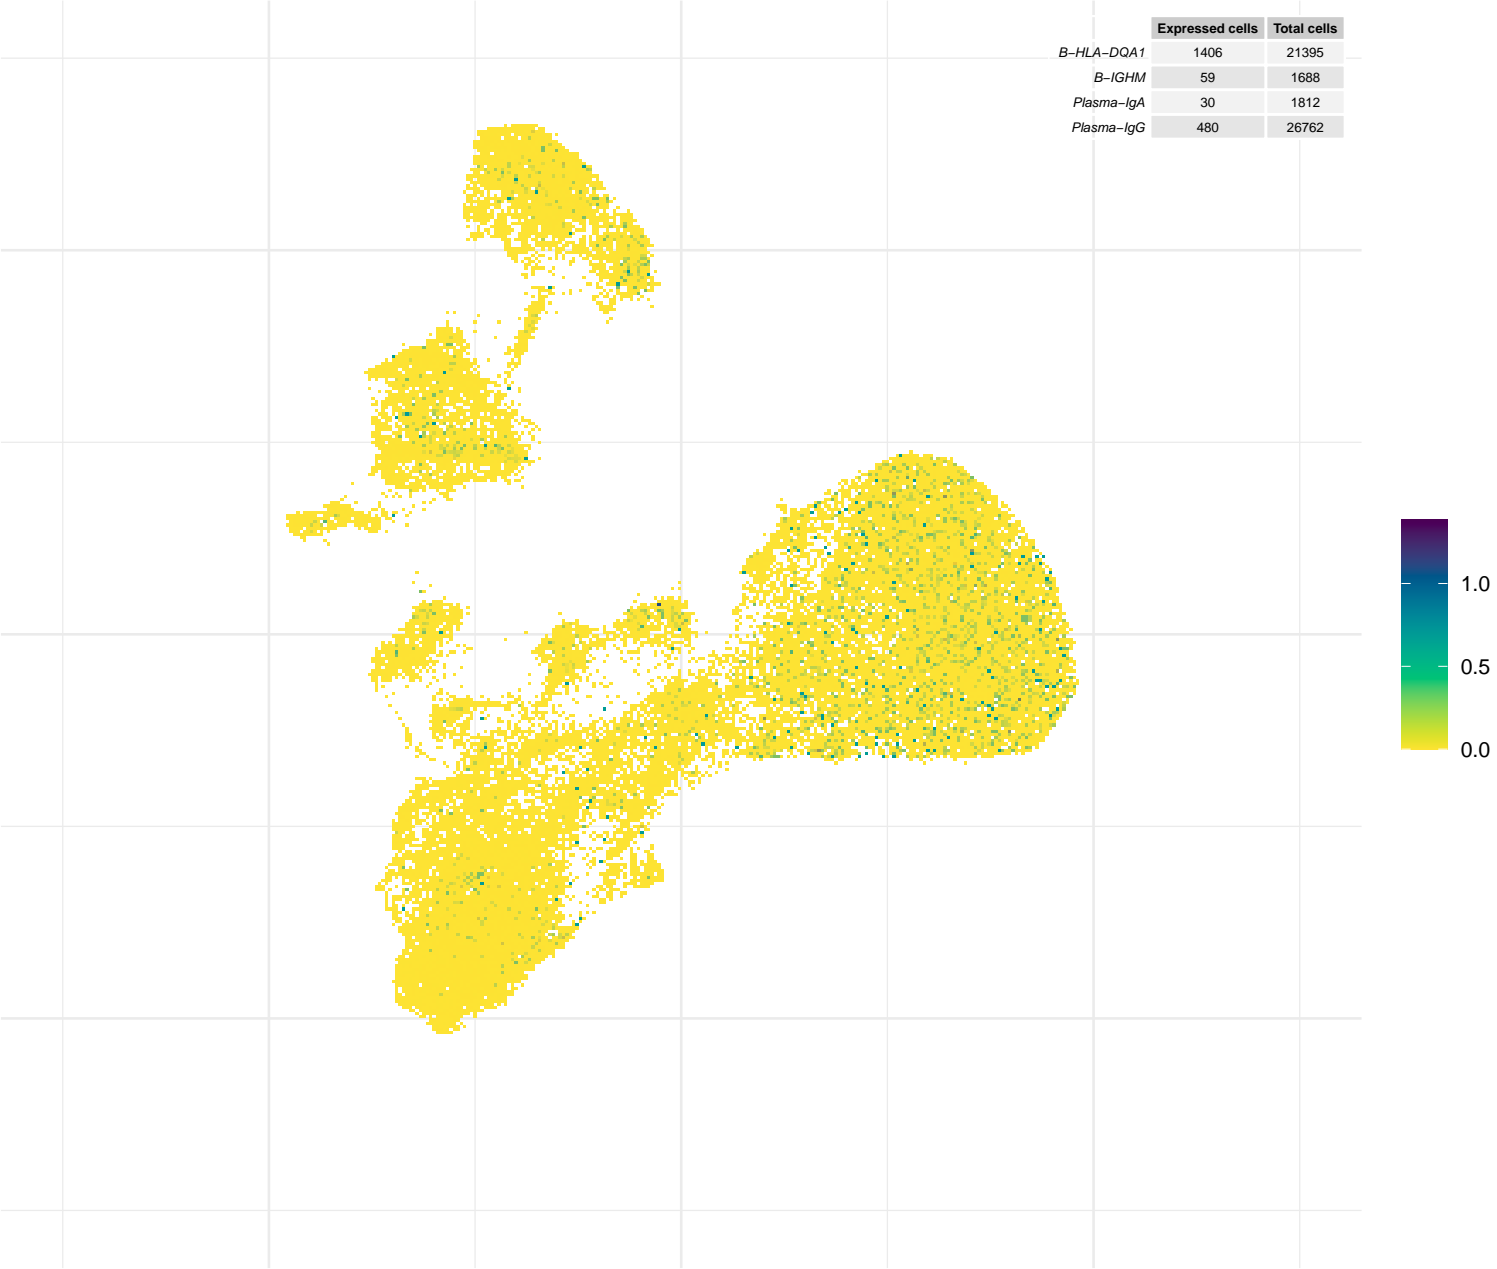 Expressed cells Total cells
B−HLA−DQA1 1406 21395
B−IGHM 59 1688
Plasma−IgA 30 1812
Plasma−IgG 480 26762
1.0
0.5
0.0